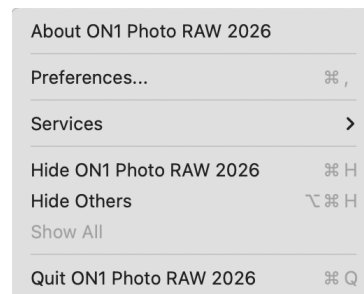 About ON1 Photo RAW 2026
Preferences... ⌘ ,
Services >
Hide ON1 Photo RAW 2026 ⌘ H
Hide Others ⌥ ⌘ H
Show All
Quit ON1 Photo RAW 2026 ⌘ Q